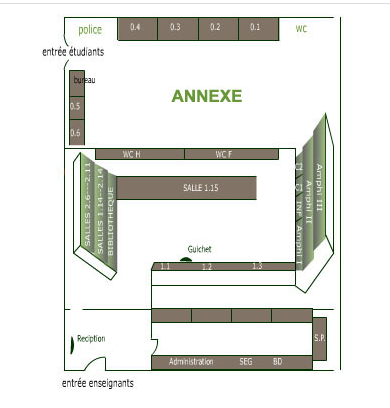 police
0.4
0.3
0.2
0.1
wc
entrée étudiants
bureau
0.5
0.6
ANNEXE
WC H
WC F
SALLES 2.6---2.11
SALLES 1.14--2.14
BIBLIOTHEQUE
SALLE 1.15
Amphi III
Amphi II
Amphi I
Guichet
1.1
1.2
1.3
Reciption
S.P.
Administration
SEG
BD
entrée enseignants